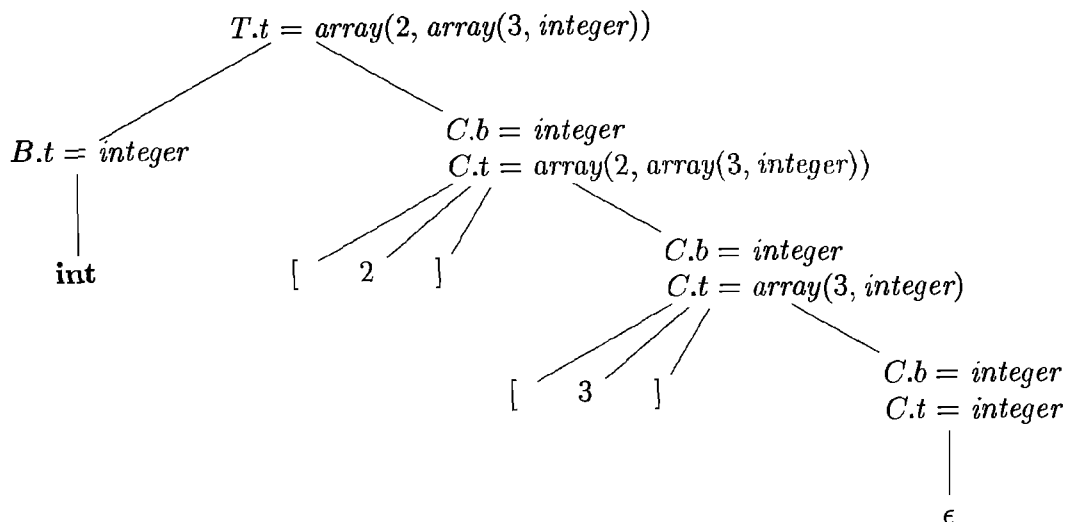 T.t = array(2, array(3, integer))
C.b = integer
B.t = integer
C.t = array(2, array(3, integer))
C.b = integer
int
[ 2 ]
C.t = array(3, integer)
C.b = integer
[ 3 ]
C.t = integer
ϵ